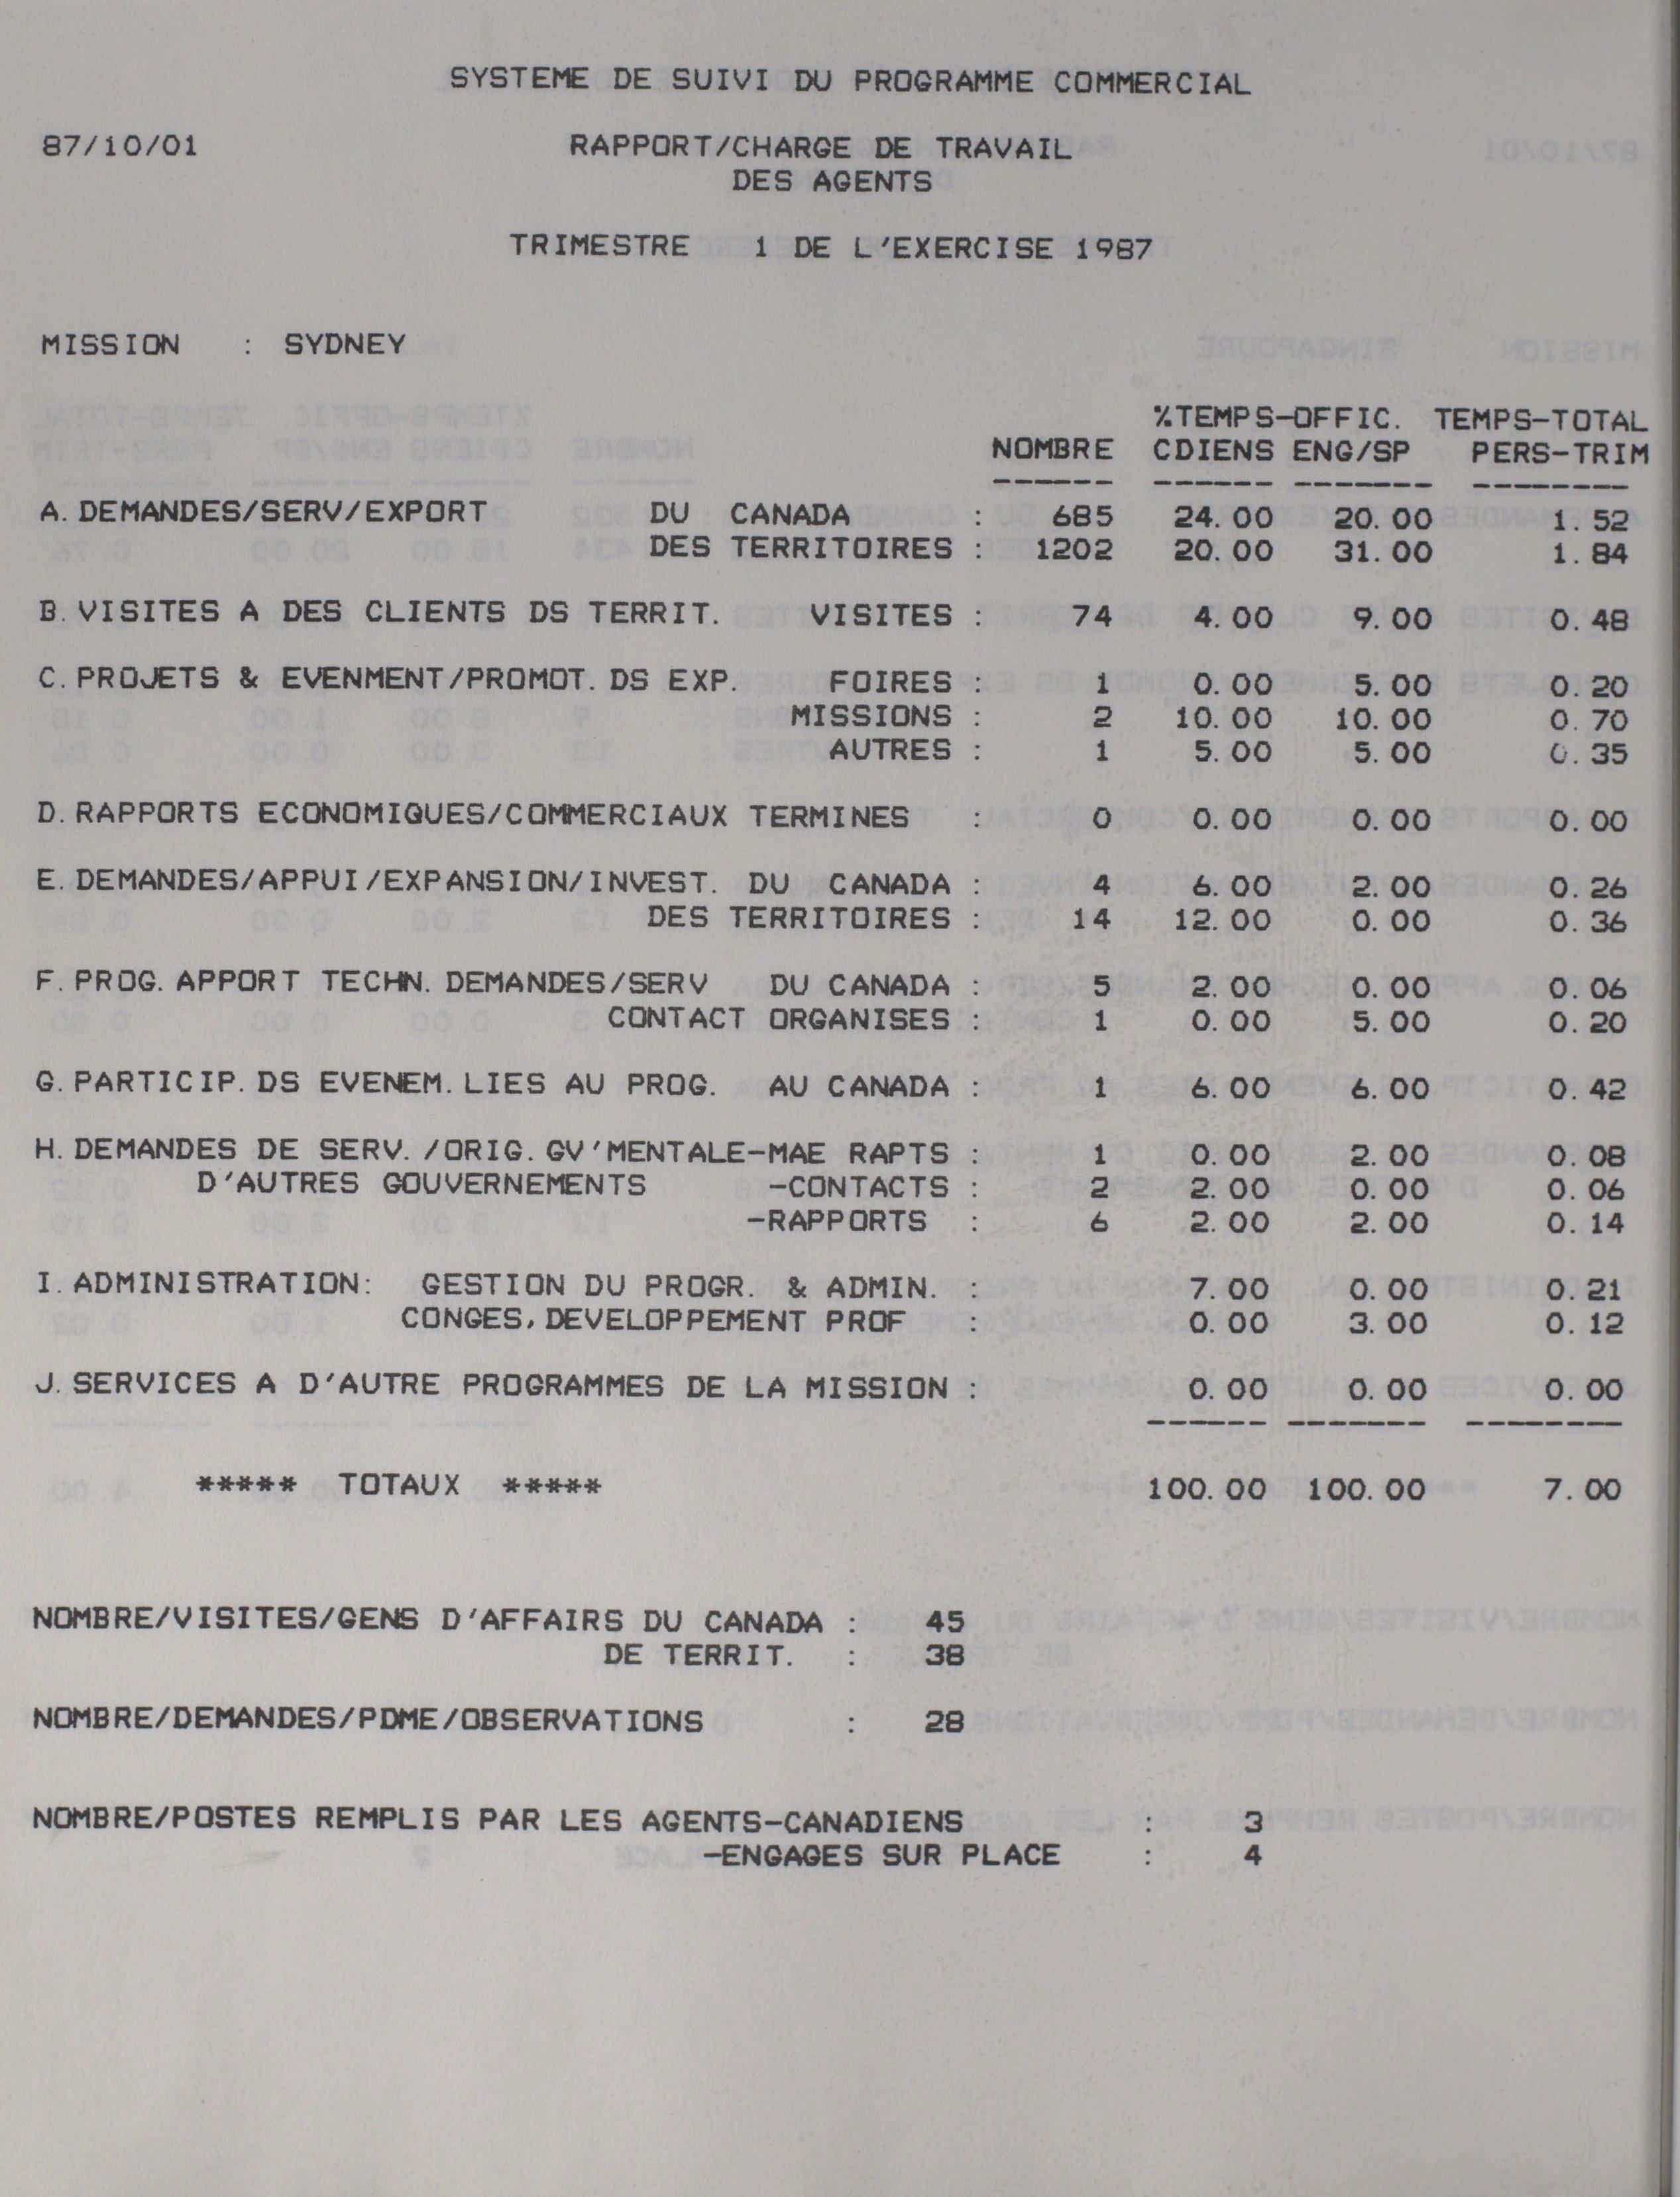 SYSTEME DE SUIVI DU PROGRAMME COMMERCIAL
87/10/01 RAPPORT/CHARGE DE TRAVAIL
DES AGENTS
TRIMESTRE 1 DE L'EXERCISE 1987
MISSION : SYDNEY
%TEMPS-OFFIC. TEMPS-TOTAL
NOMBRE CDIENS ENG/SP PERS-TRIM
------ ------ ------- --------
A. DEMANDES/SERV/EXPORT DU CANADA : 685 24.00 20.00 1.52
DES TERRITOIRES : 1202 20.00 31.00 1.84
B. VISITES A DES CLIENTS DS TERRIT. VISITES : 74 4.00 9.00 0.48
C. PROJETS & EVENMENT/PROMOT. DS EXP. FOIRES : 1 0.00 5.00 0.20
MISSIONS : 2 10.00 10.00 0.70
AUTRES : 1 5.00 5.00 0.35
D. RAPPORTS ECONOMIQUES/COMMERCIAUX TERMINES : 0 0.00 0.00 0.00
E. DEMANDES/APPUI/EXPANSION/INVEST. DU CANADA : 4 6.00 2.00 0.26
DES TERRITOIRES : 14 12.00 0.00 0.36
F. PROG. APPORT TECHN. DEMANDES/SERV DU CANADA : 5 2.00 0.00 0.06
CONTACT ORGANISES : 1 0.00 5.00 0.20
G. PARTICIP. DS EVENEM. LIES AU PROG. AU CANADA : 1 6.00 6.00 0.42
H. DEMANDES DE SERV. /ORIG. GV'MENTALE-MAE RAPTS : 1 0.00 2.00 0.08
D'AUTRES GOUVERNEMENTS -CONTACTS : 2 2.00 0.00 0.06
-RAPPORTS : 6 2.00 2.00 0.14
I. ADMINISTRATION: GESTION DU PROGR. & ADMIN. : 7.00 0.00 0.21
CONGES, DEVELOPPEMENT PROF : 0.00 3.00 0.12
J. SERVICES A D'AUTRE PROGRAMMES DE LA MISSION : 0.00 0.00 0.00
------ ------- --------
***** TOTAUX ***** 100.00 100.00 7.00
NOMBRE/VISITES/GENS D'AFFAIRS DU CANADA : 45
DE TERRIT. : 38
NOMBRE/DEMANDES/PDME/OBSERVATIONS : 28
NOMBRE/POSTES REMPLIS PAR LES AGENTS-CANADIENS : 3
-ENGAGES SUR PLACE : 4